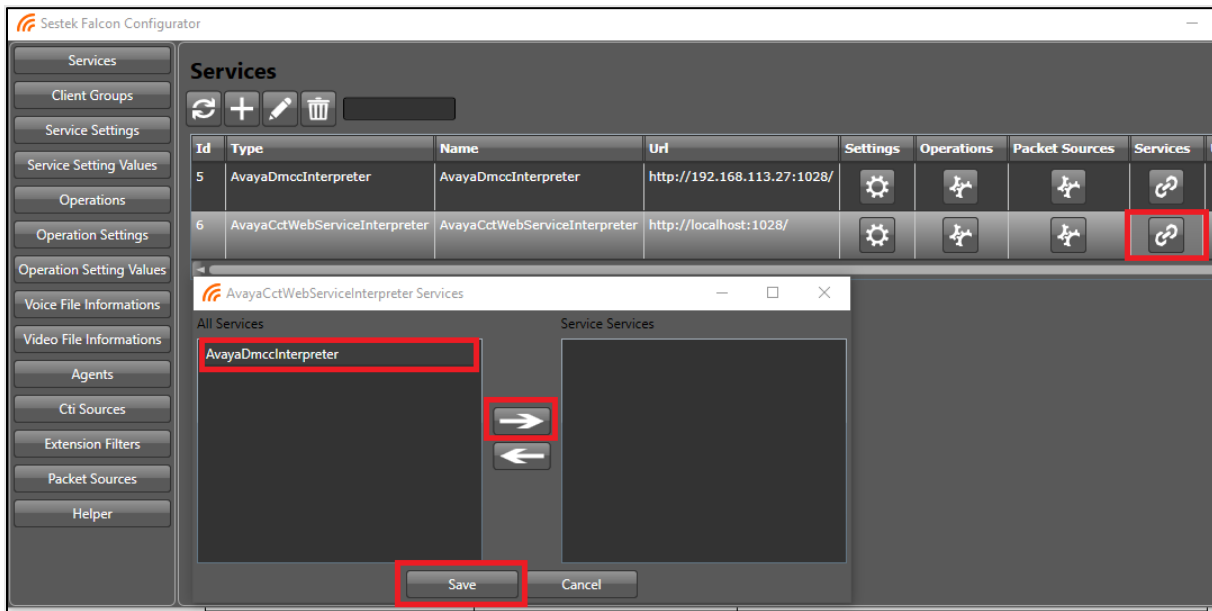 Sestek Falcon Configurator
Services
Client Groups
Service Settings
Service Setting Values
Operations
Operation Settings
Operation Setting Values
Voice File Informations
Video File Informations
Agents
Cti Sources
Extension Filters
Packet Sources
Helper
Services
Id Type Name Url Settings Operations Packet Sources Services
5 AvayaDmccInterpreter AvayaDmccInterpreter http://192.168.113.27:1028/
6 AvayaCctWebServiceInterpreter AvayaCctWebServiceInterpreter http://localhost:1028/
AvayaCctWebServiceInterpreter Services
All Services Service Services
AvayaDmccInterpreter
Save Cancel